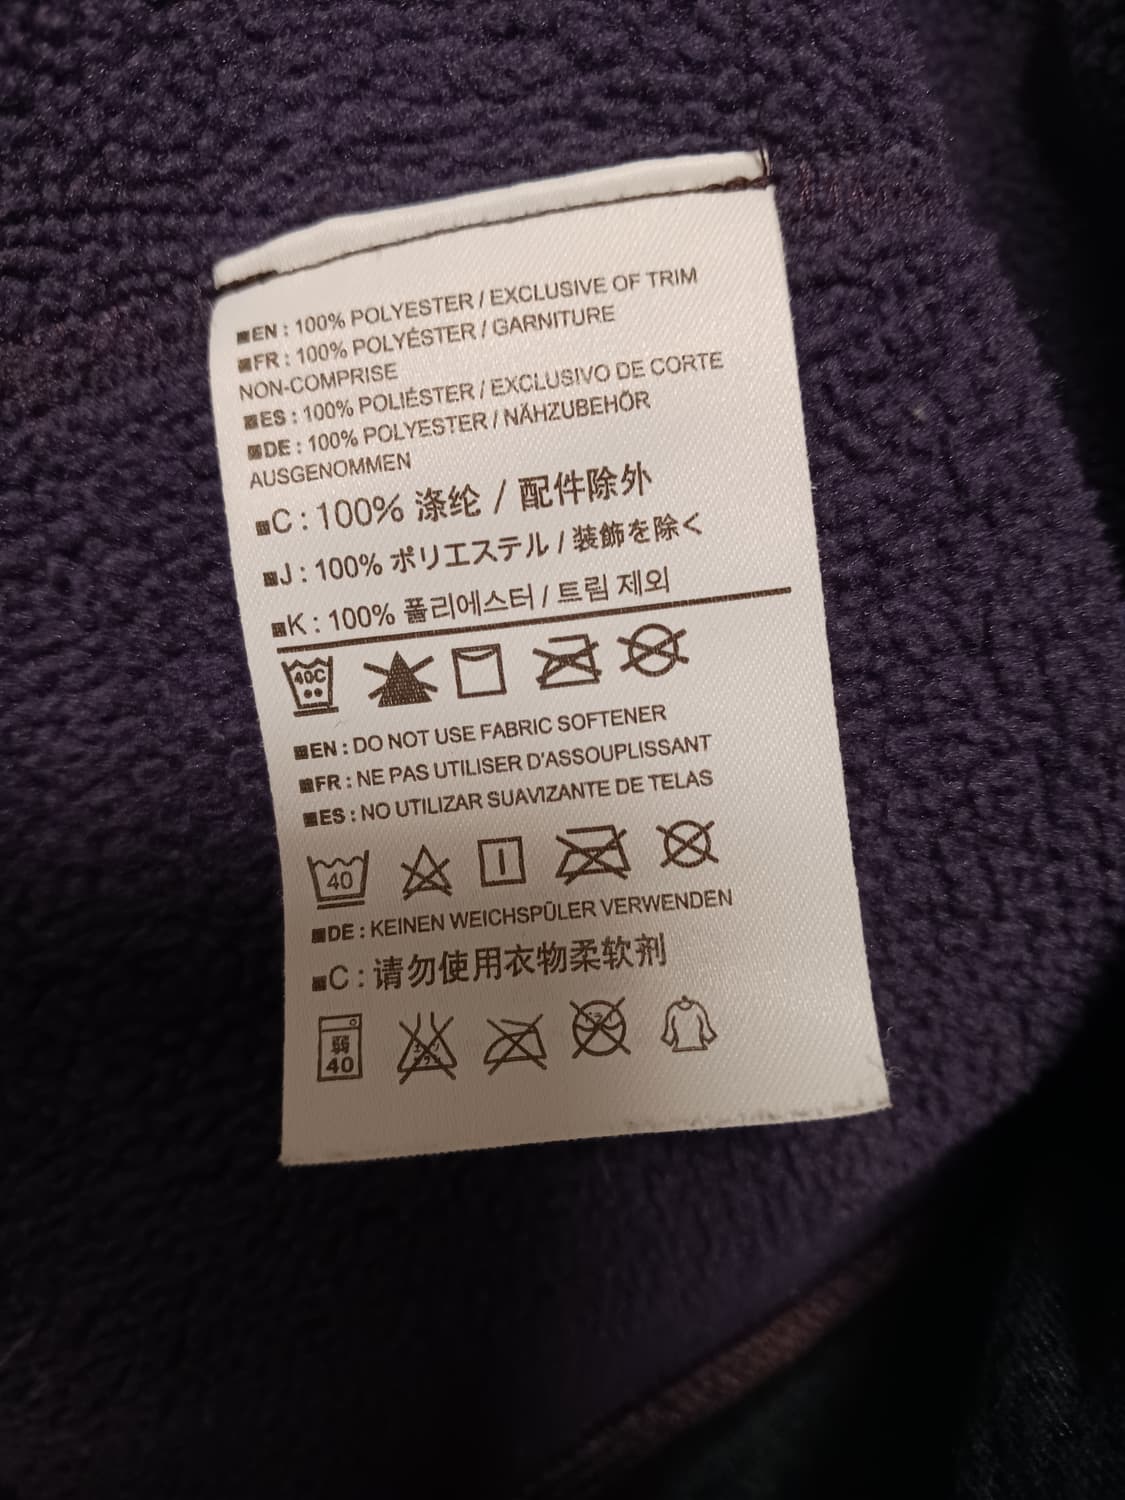 EN : 100% POLYESTER / EXCLUSIVE OF TRIM
FR : 100% POLYÉSTER / GARNITURE
NON-COMPRISE
ES : 100% POLIÉSTER / EXCLUSIVO DE CORTE
DE : 100% POLYESTER / NÄHZUBEHÖR
AUSGENOMMEN
C : 100% 涤纶 / 配件除外
J : 100% ポリエステル / 装飾を除く
K : 100% 폴리에스터 / 트림 제외
40C
EN : DO NOT USE FABRIC SOFTENER
FR : NE PAS UTILISER D'ASSOUPLISSANT
ES : NO UTILIZAR SUAVIZANTE DE TELAS
40
DE : KEINEN WEICHSPÜLER VERWENDEN
C : 请勿使用衣物柔软剂
弱
40